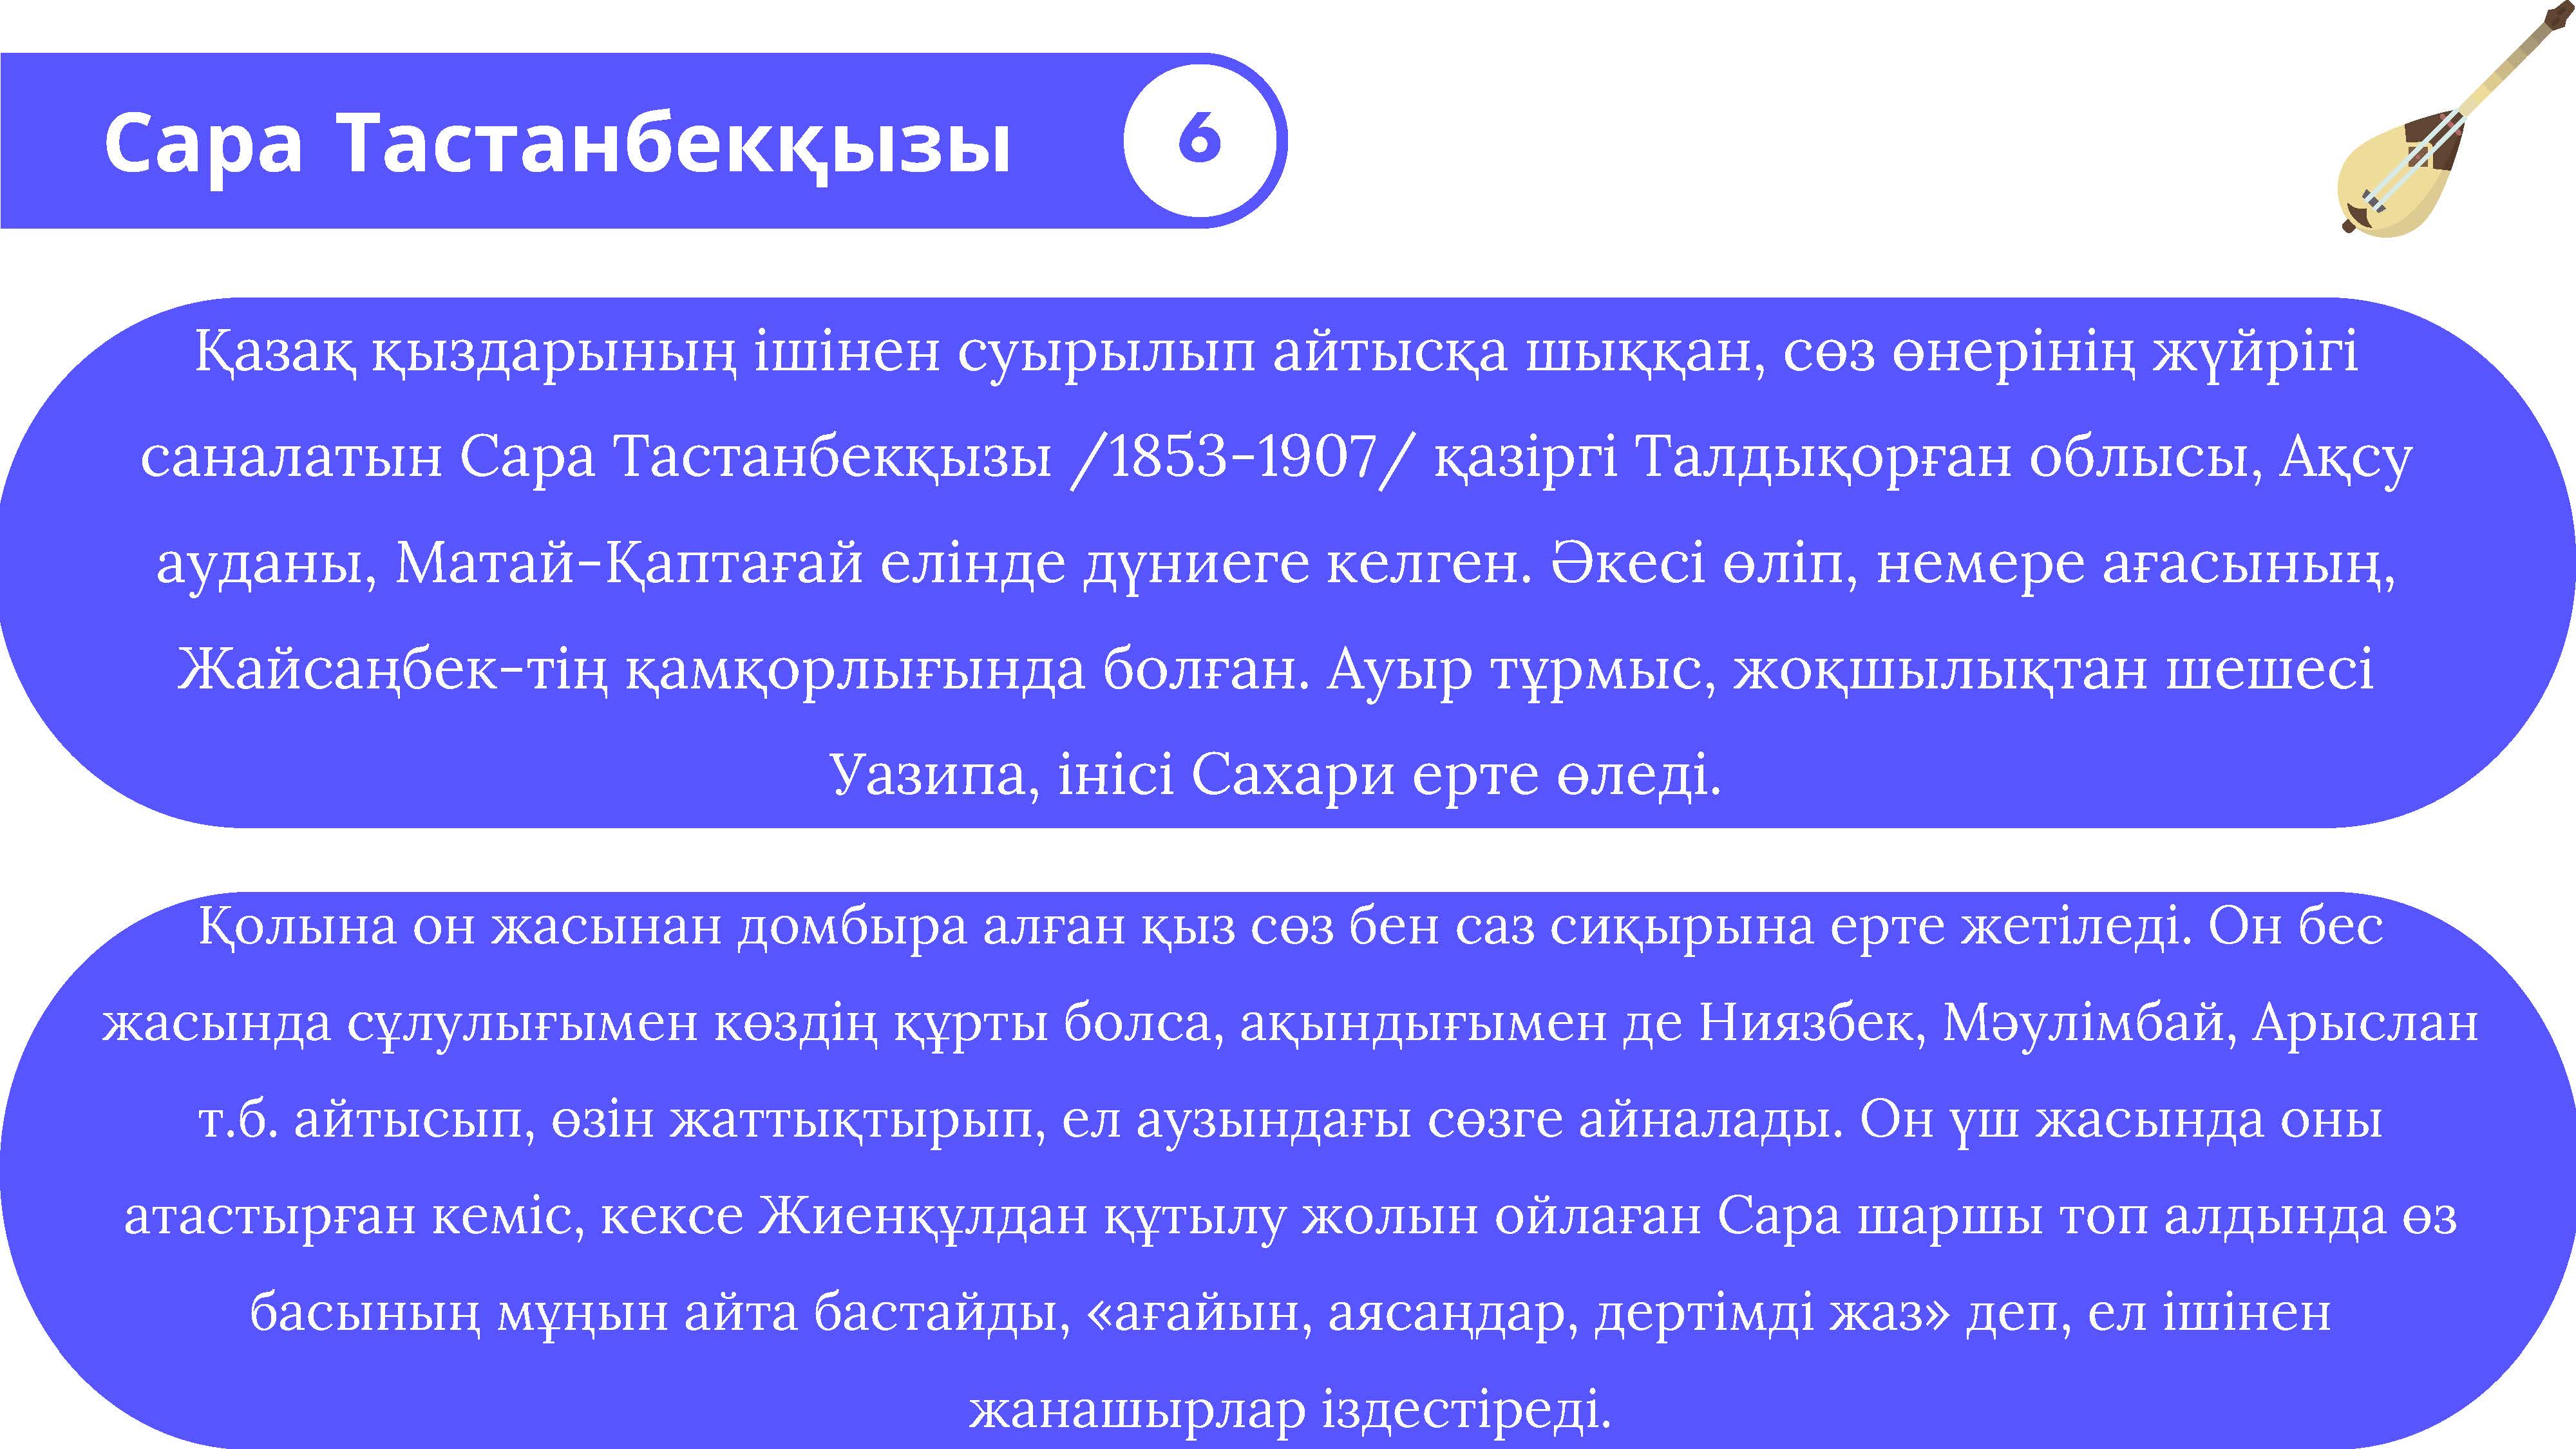 Сара Тастанбекқызы
6
Қазақ қыздарының ішінен суырылып айтысқа шыққан, сөз өнерінің жүйрігі
саналатын Сара Тастанбекқызы /1853-1907/ қазіргі Талдықорған облысы, Ақсу
ауданы, Матай-Қаптағай елінде дүниеге келген. Әкесі өліп, немере ағасының,
Жайсаңбек-тің қамқорлығында болған. Ауыр тұрмыс, жоқшылықтан шешесі
Уазипа, інісі Сахари ерте өледі.
Қолына он жасынан домбыра алған қыз сөз бен саз сиқырына ерте жетіледі. Он бес
жасында сұлулығымен көздің құрты болса, ақындығымен де Ниязбек, Мәулімбай, Арыслан
т.б. айтысып, өзін жаттықтырып, ел аузындағы сөзге айналады. Он үш жасында оны
атастырған кеміс, кексе Жиенқұлдан құтылу жолын ойлаған Сара шаршы топ алдында өз
басының мұңын айта бастайды, «ағайын, аясаңдар, дертімді жаз» деп, ел ішінен
жанашырлар іздестіреді.